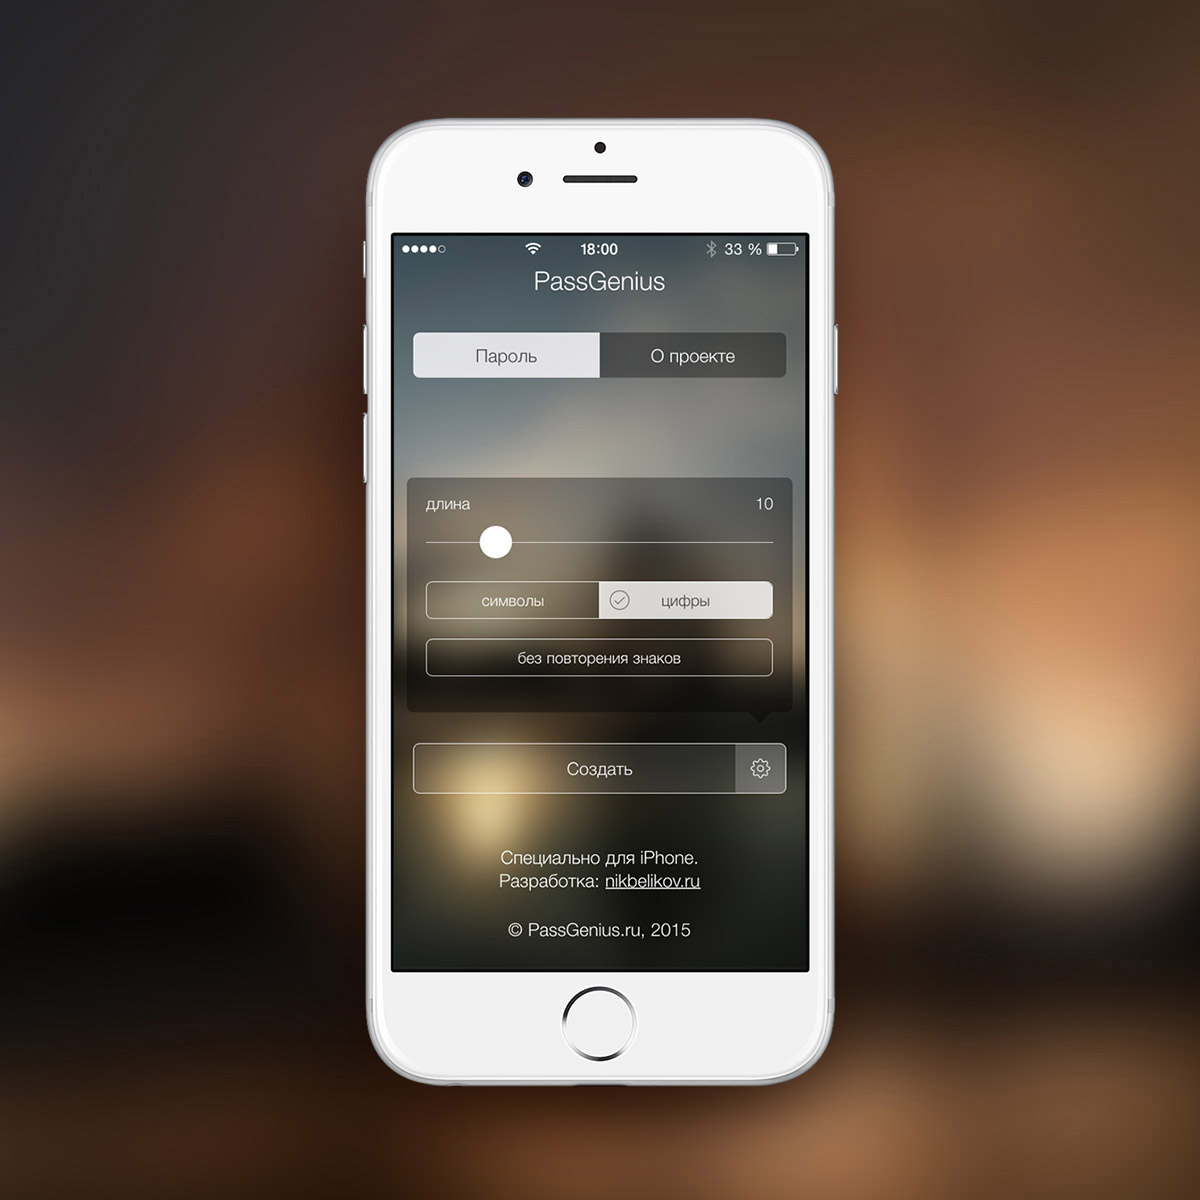 18:00
33 %
PassGenius
Пароль
О проекте
длина
10
символы
цифры
без повторения знаков
Создать
Специально для iPhone.
Разработка: nikbelikov.ru
© PassGenius.ru, 2015